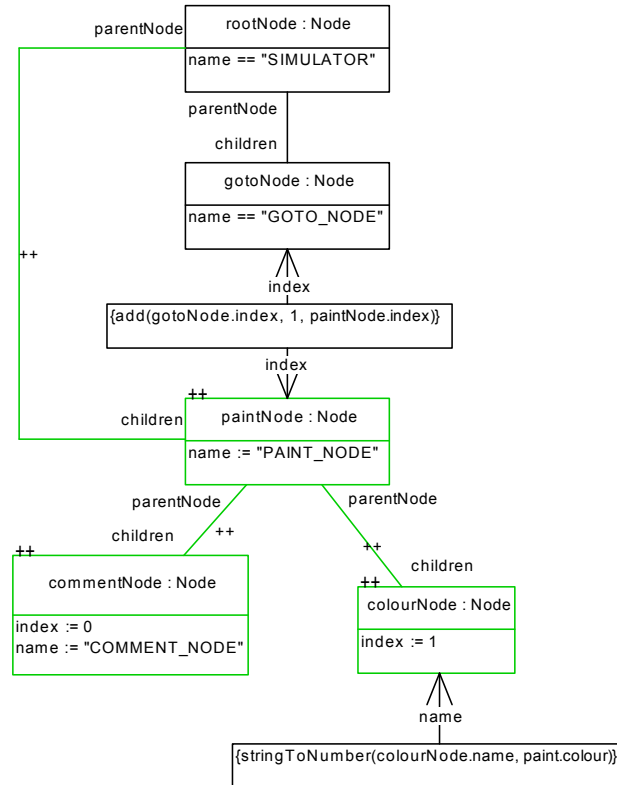 parentNode
rootNode : Node
name == "SIMULATOR"
parentNode
children
gotoNode : Node
name == "GOTO_NODE"
++
index
{add(gotoNode.index, 1, paintNode.index)}
index
++
children
paintNode : Node
name := "PAINT_NODE"
parentNode
parentNode
children
++
++
++
children
++
commentNode : Node
colourNode : Node
index := 0
name := "COMMENT_NODE"
index := 1
name
{stringToNumber(colourNode.name, paint.colour)}